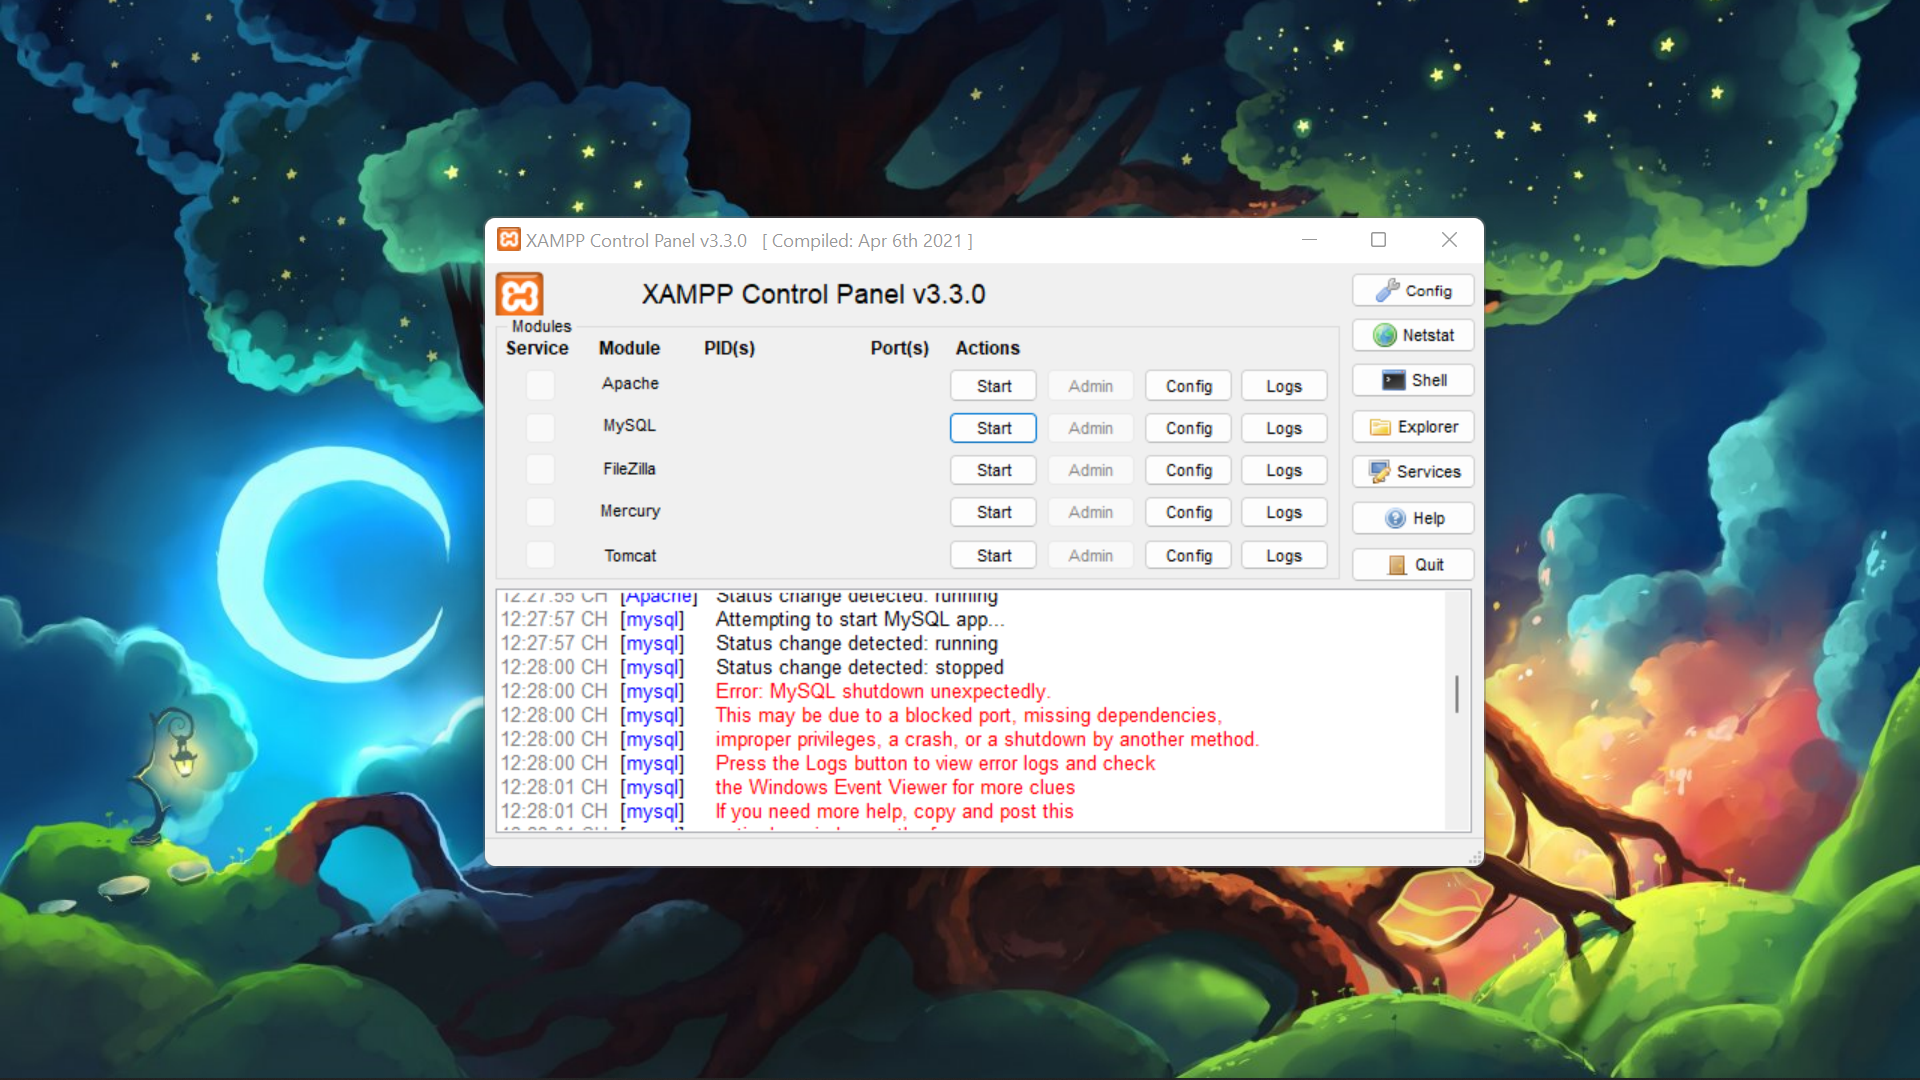 XAMPP Control Panel v3.3.0 [ Compiled: Apr 6th 2021 ]
XAMPP Control Panel v3.3.0
Config
Modules
Service Module PID(s) Port(s) Actions
Netstat
Apache Start Admin Config Logs
Shell
MySQL Start Admin Config Logs
Explorer
FileZilla Start Admin Config Logs
Services
Mercury Start Admin Config Logs
Help
Tomcat Start Admin Config Logs
Quit
12:27:55 CH [Apache] Status change detected: running
12:27:57 CH [mysql] Attempting to start MySQL app...
12:27:57 CH [mysql] Status change detected: running
12:28:00 CH [mysql] Status change detected: stopped
12:28:00 CH [mysql] Error: MySQL shutdown unexpectedly.
12:28:00 CH [mysql] This may be due to a blocked port, missing dependencies,
12:28:00 CH [mysql] improper privileges, a crash, or a shutdown by another method.
12:28:00 CH [mysql] Press the Logs button to view error logs and check
12:28:01 CH [mysql] the Windows Event Viewer for more clues
12:28:01 CH [mysql] If you need more help, copy and post this